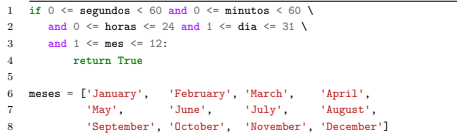 1 if 0 <= segundos < 60 and 0 <= minutos < 60 \
2    and 0 <= horas <= 24 and 1 <= dia <= 31 \
3    and 1 <= mes <= 12:
4        return True
5
6 meses = ['January',   'February', 'March',    'April',
7          'May',       'June',     'July',     'August',
8          'September', 'October',  'November', 'December']